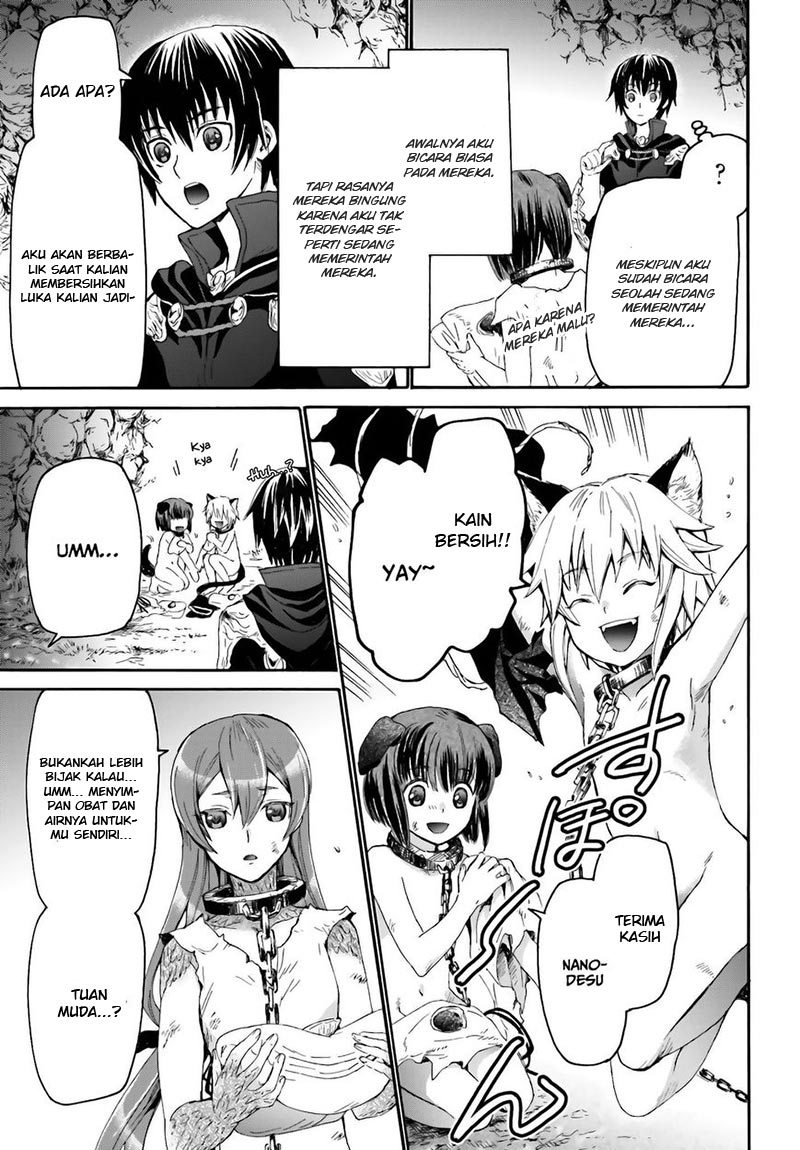 ?
MESKIPUN AKU
SUDAH BICARA
SEOLAH SEDANG
MEMERINTAH
MEREKA...
APA KARENA
MEREKA MALU?
AWALNYA AKU
BICARA BIASA
PADA MEREKA.
TAPI RASANYA
MEREKA BINGUNG
KARENA AKU TAK
TERDENGAR SE-
PERTI SEDANG
MEMERINTAH
MEREKA.
ADA APA?
AKU AKAN BERBA-
LIK SAAT KALIAN
MEMBERSIHKAN
LUKA KALIAN JADI-
KAIN
BERSIH!!
YAY~
すぽーん
TERIMA
KASIH
NANO-
DESU
Kya
kya
Huh...?
UMM...
BUKANKAH LEBIH
BIJAK KALAU...
UMM... MENYIM-
PAN OBAT DAN
AIRNYA UNTUK-
MU SENDIRI...
TUAN
MUDA...?